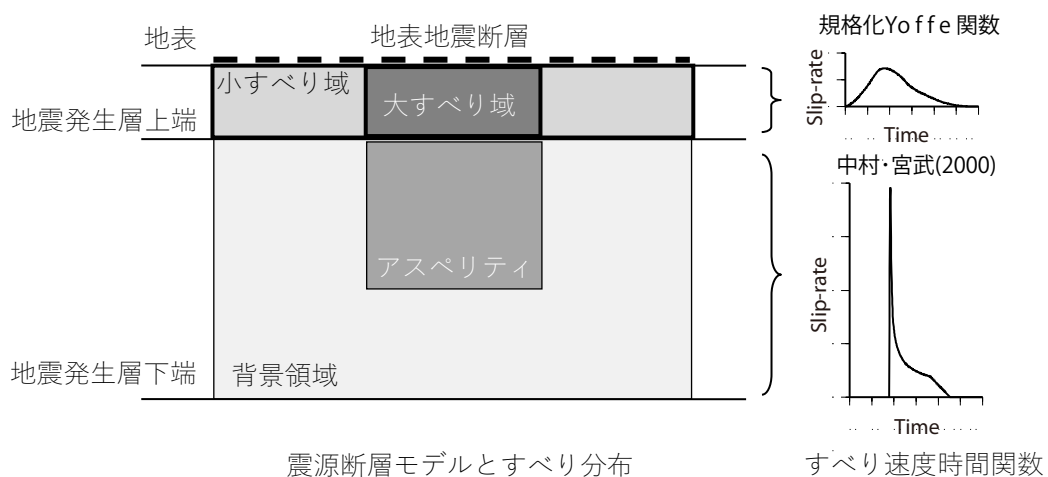 地表
地表地震断層
規格化Yoffe関数
小すべり域
大すべり域
地震発生層上端
Slip-rate
Time
中村・宮武(2000)
アスペリティ
Slip-rate
地震発生層下端
背景領域
Time
震源断層モデルとすべり分布
すべり速度時間関数